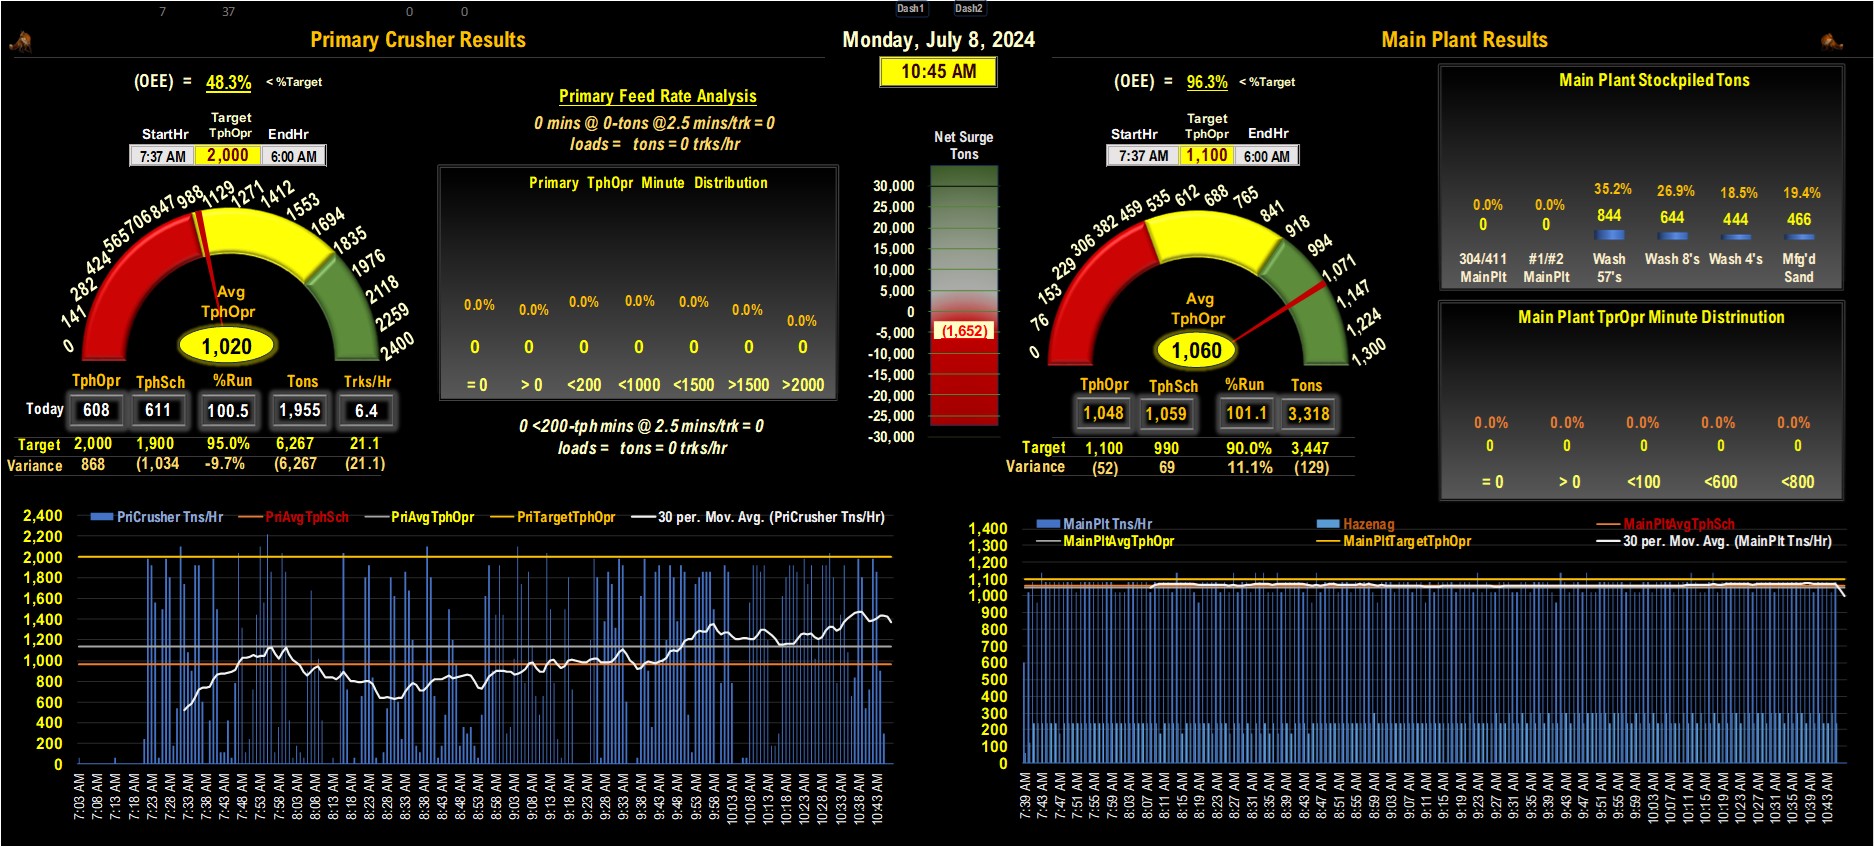 7 37 0 0 Dash1 Dash2
Primary Crusher Results
Monday, July 8, 2024
10:45 AM
Main Plant Results
(OEE) = 48.3% < %Target
Target
StartHr TphOpr EndHr
7:37 AM 2,000 6:00 AM
0 141 282 424 565 706 847 988 1129 1271 1412 1553 1694 1835 1976 2118 2259 2400
Avg
TphOpr
1,020
TphOpr TphSch %Run Tons Trks/Hr
Today 608 611 100.5 1,955 6.4
Target 2,000 1,900 95.0% 6,267 21.1
Variance 868 (1,034 -9.7% (6,267 (21.1)
Primary Feed Rate Analysis
0 mins @ 0-tons @2.5 mins/trk = 0
loads = tons = 0 trks/hr
Primary TphOpr Minute Distribution
0.0% 0.0% 0.0% 0.0% 0.0% 0.0% 0.0%
0 0 0 0 0 0 0
= 0 > 0 <200 <1000 <1500 >1500 >2000
0 <200-tph mins @ 2.5 mins/trk = 0
loads = tons = 0 trks/hr
Net Surge
Tons
30,000
25,000
20,000
15,000
10,000
5,000
0
-5,000
-10,000
-15,000
-20,000
-25,000
-30,000
(1,652)
(OEE) = 96.3% < %Target
Target
StartHr TphOpr EndHr
7:37 AM 1,100 6:00 AM
0 76 153 229 306 382 459 535 612 688 765 841 918 994 1,071 1,147 1,224 1,300
Avg
TphOpr
1,060
TphOpr TphSch %Run Tons
1,048 1,059 101.1 3,318
Target 1,100 990 90.0% 3,447
Variance (52) 69 11.1% (129)
Main Plant Stockpiled Tons
0.0% 0.0% 35.2% 26.9% 18.5% 19.4%
0 0 844 644 444 466
304/411 #1/#2 Wash Wash 8's Wash 4's Mfg'd
MainPlt MainPlt 57's Sand
Main Plant TprOpr Minute Distrinution
0.0% 0.0% 0.0% 0.0% 0.0%
0 0 0 0 0
= 0 > 0 <100 <600 <800
PriCrusher Tns/Hr PriAvgTphSch PriAvgTphOpr PriTargetTphOpr 30 per. Mov. Avg. (PriCrusher Tns/Hr)
2,400
2,200
2,000
1,800
1,600
1,400
1,200
1,000
800
600
400
200
0
7:03 AM 7:08 AM 7:13 AM 7:18 AM 7:23 AM 7:28 AM 7:33 AM 7:38 AM 7:43 AM 7:48 AM 7:53 AM 7:58 AM 8:03 AM 8:08 AM 8:13 AM 8:18 AM 8:23 AM 8:28 AM 8:33 AM 8:38 AM 8:43 AM 8:48 AM 8:53 AM 8:58 AM 9:03 AM 9:08 AM 9:13 AM 9:18 AM 9:23 AM 9:28 AM 9:33 AM 9:38 AM 9:43 AM 9:48 AM 9:53 AM 9:58 AM 10:03 AM 10:08 AM 10:13 AM 10:18 AM 10:23 AM 10:28 AM 10:33 AM 10:38 AM 10:43 AM
MainPlt Tns/Hr Hazenag MainPltAvgTphSch
MainPltAvgTphOpr MainPltTargetTphOpr 30 per. Mov. Avg. (MainPlt Tns/Hr)
1,400
1,300
1,200
1,100
1,000
900
800
700
600
500
400
300
200
100
0
7:39 AM 7:43 AM 7:47 AM 7:51 AM 7:55 AM 7:59 AM 8:03 AM 8:07 AM 8:11 AM 8:15 AM 8:19 AM 8:23 AM 8:27 AM 8:31 AM 8:35 AM 8:39 AM 8:43 AM 8:47 AM 8:51 AM 8:55 AM 8:59 AM 9:03 AM 9:07 AM 9:11 AM 9:15 AM 9:19 AM 9:23 AM 9:27 AM 9:31 AM 9:35 AM 9:39 AM 9:43 AM 9:47 AM 9:51 AM 9:55 AM 9:59 AM 10:03 AM 10:07 AM 10:11 AM 10:15 AM 10:19 AM 10:23 AM 10:27 AM 10:31 AM 10:35 AM 10:39 AM 10:43 AM